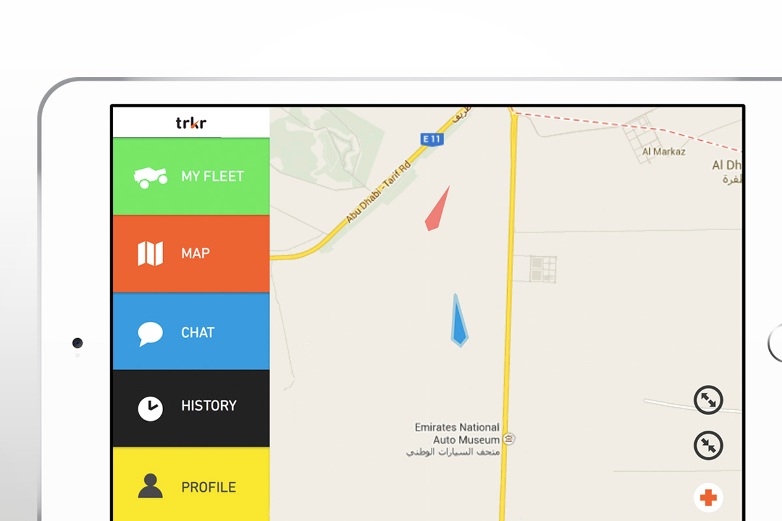 trkr
MY FLEET
MAP
CHAT
HISTORY
PROFILE
E 11
Abu Dhabi - Tarif Rd
Al Markaz
Al Dh
ظفرة
Emirates National
Auto Museum
متحف السيارات الوطني